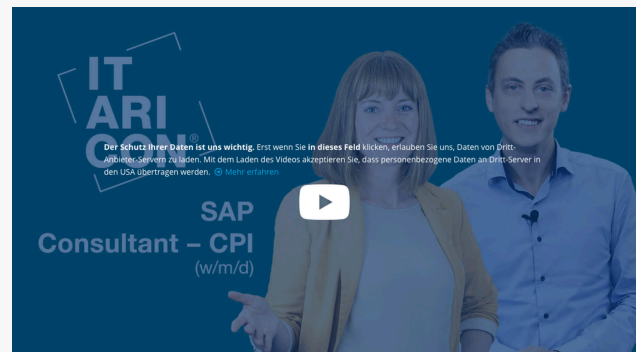 IT
ARI
CON®
Der Schutz Ihrer Daten ist uns wichtig. Erst wenn Sie in dieses Feld klicken, erlauben Sie uns, Daten von Dritt-
Anbieter-Servern zu laden. Mit dem Laden des Videos akzeptieren Sie, dass personenbezogene Daten an Dritt-Server in
den USA übertragen werden. Mehr erfahren
SAP
Consultant – CPI
(w/m/d)